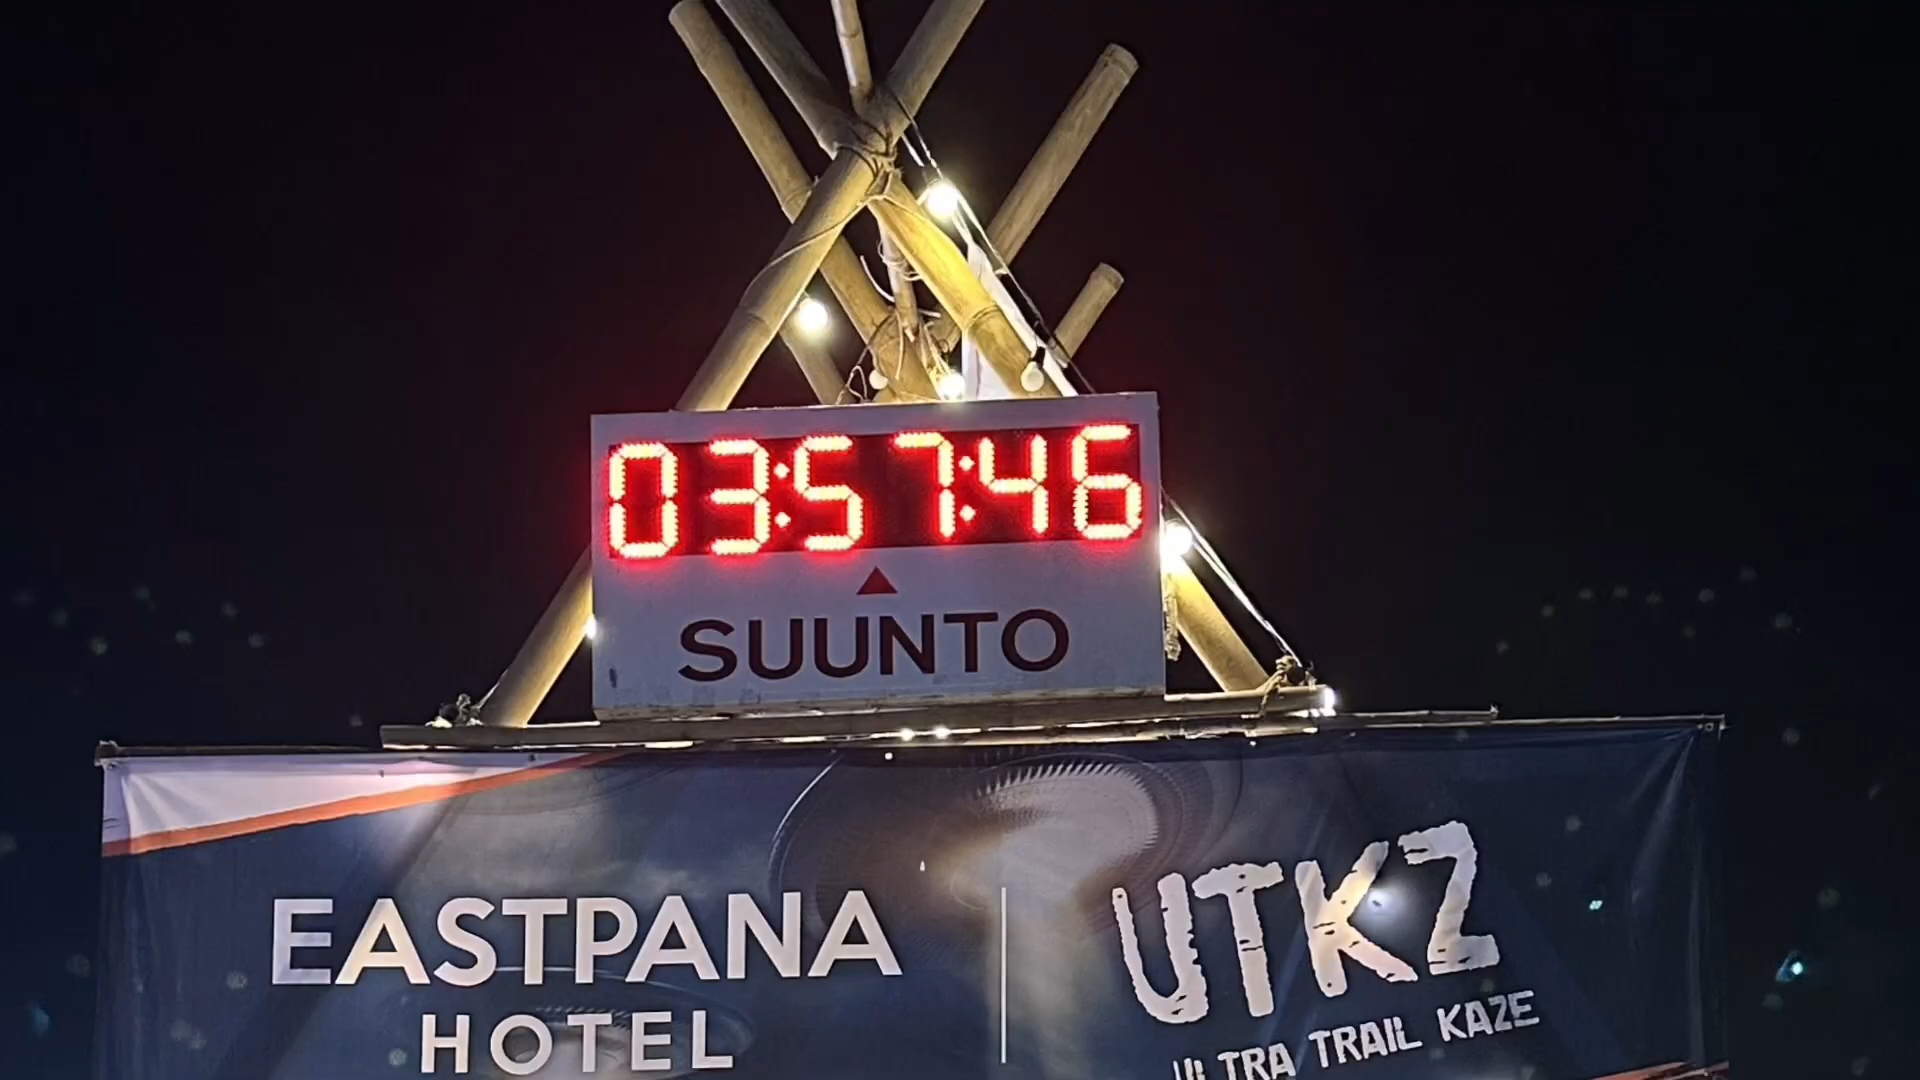 03:57:46
SUUNTO
EASTPANA
HOTEL
UTKZ
ULTRA TRAIL KAZE